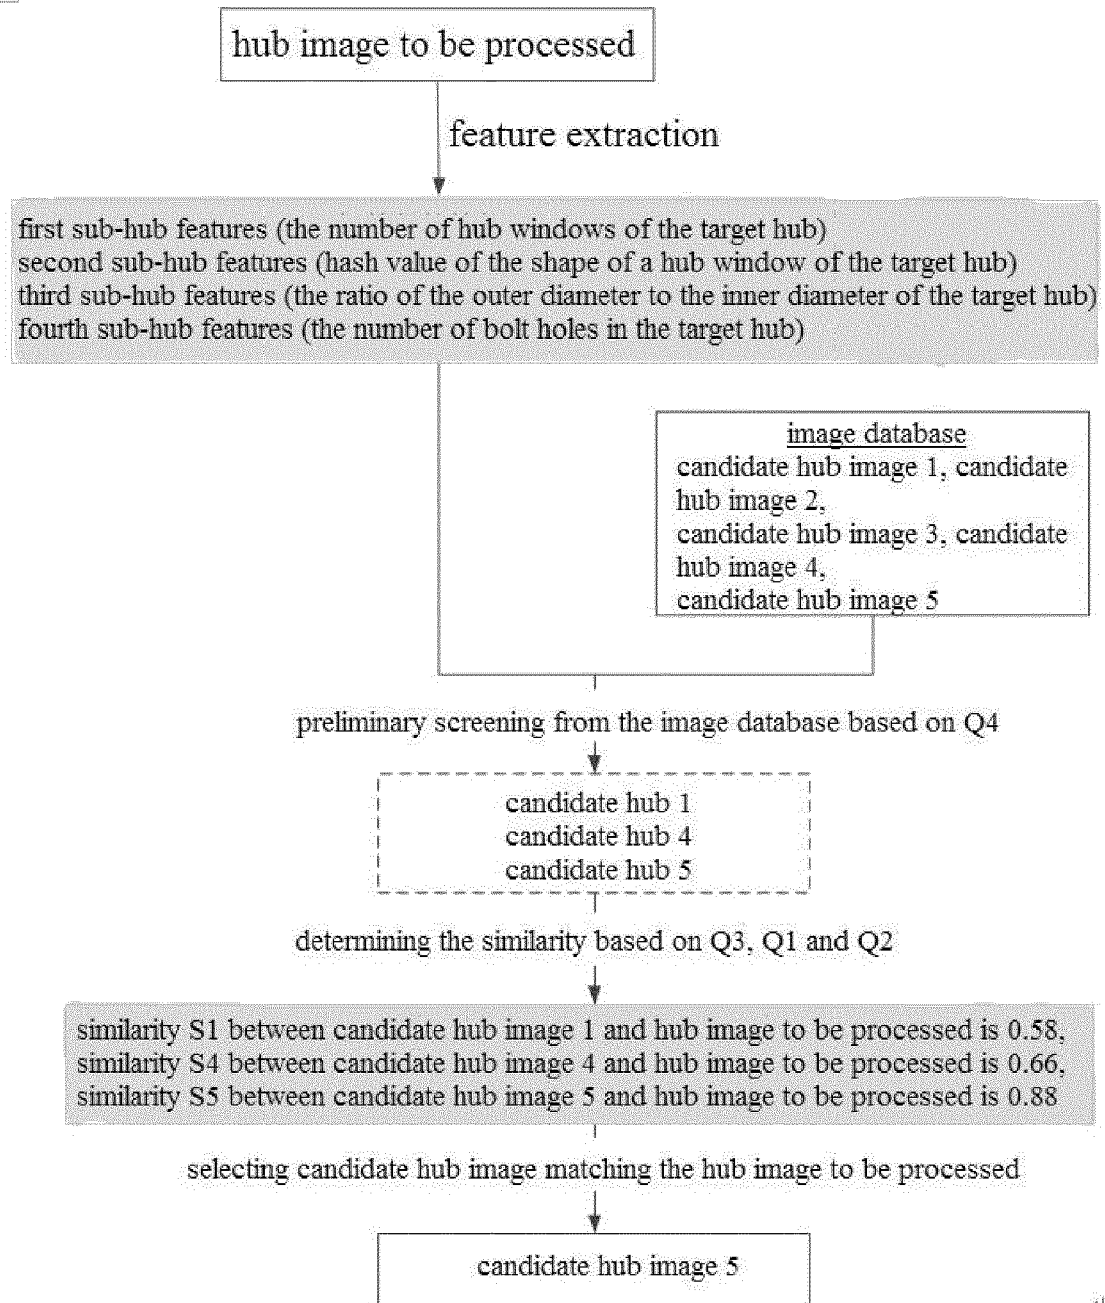 hub image to be processed
feature extraction
first sub-hub features (the number of hub windows of the target hub)
second sub-hub features (hash value of the shape of a hub window of the target hub)
third sub-hub features (the ratio of the outer diameter to the inner diameter of the target hub)
fourth sub-hub features (the number of bolt holes in the target hub)
image database
candidate hub image 1, candidate
hub image 2,
candidate hub image 3, candidate
hub image 4,
candidate hub image 5
preliminary screening from the image database based on Q4
candidate hub 1
candidate hub 4
candidate hub 5
determining the similarity based on Q3, Q1 and Q2
similarity S1 between candidate hub image 1 and hub image to be processed is 0.58,
similarity S4 between candidate hub image 4 and hub image to be processed is 0.66,
similarity S5 between candidate hub image 5 and hub image to be processed is 0.88
selecting candidate hub image matching the hub image to be processed
candidate hub image 5